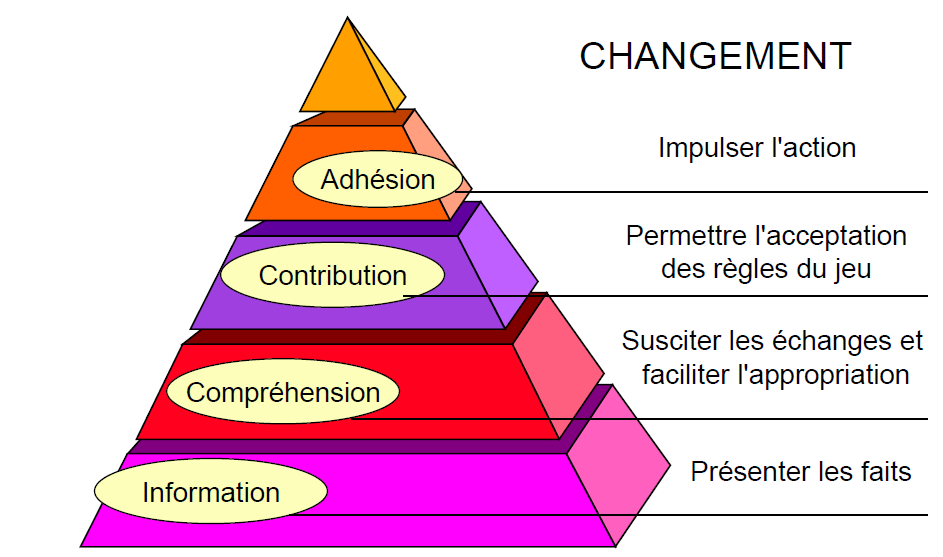 CHANGEMENT
Impulser l'action
Adhésion
Permettre l'acceptation
des règles du jeu
Contribution
Susciter les échanges et
faciliter l'appropriation
Compréhension
Présenter les faits
Information